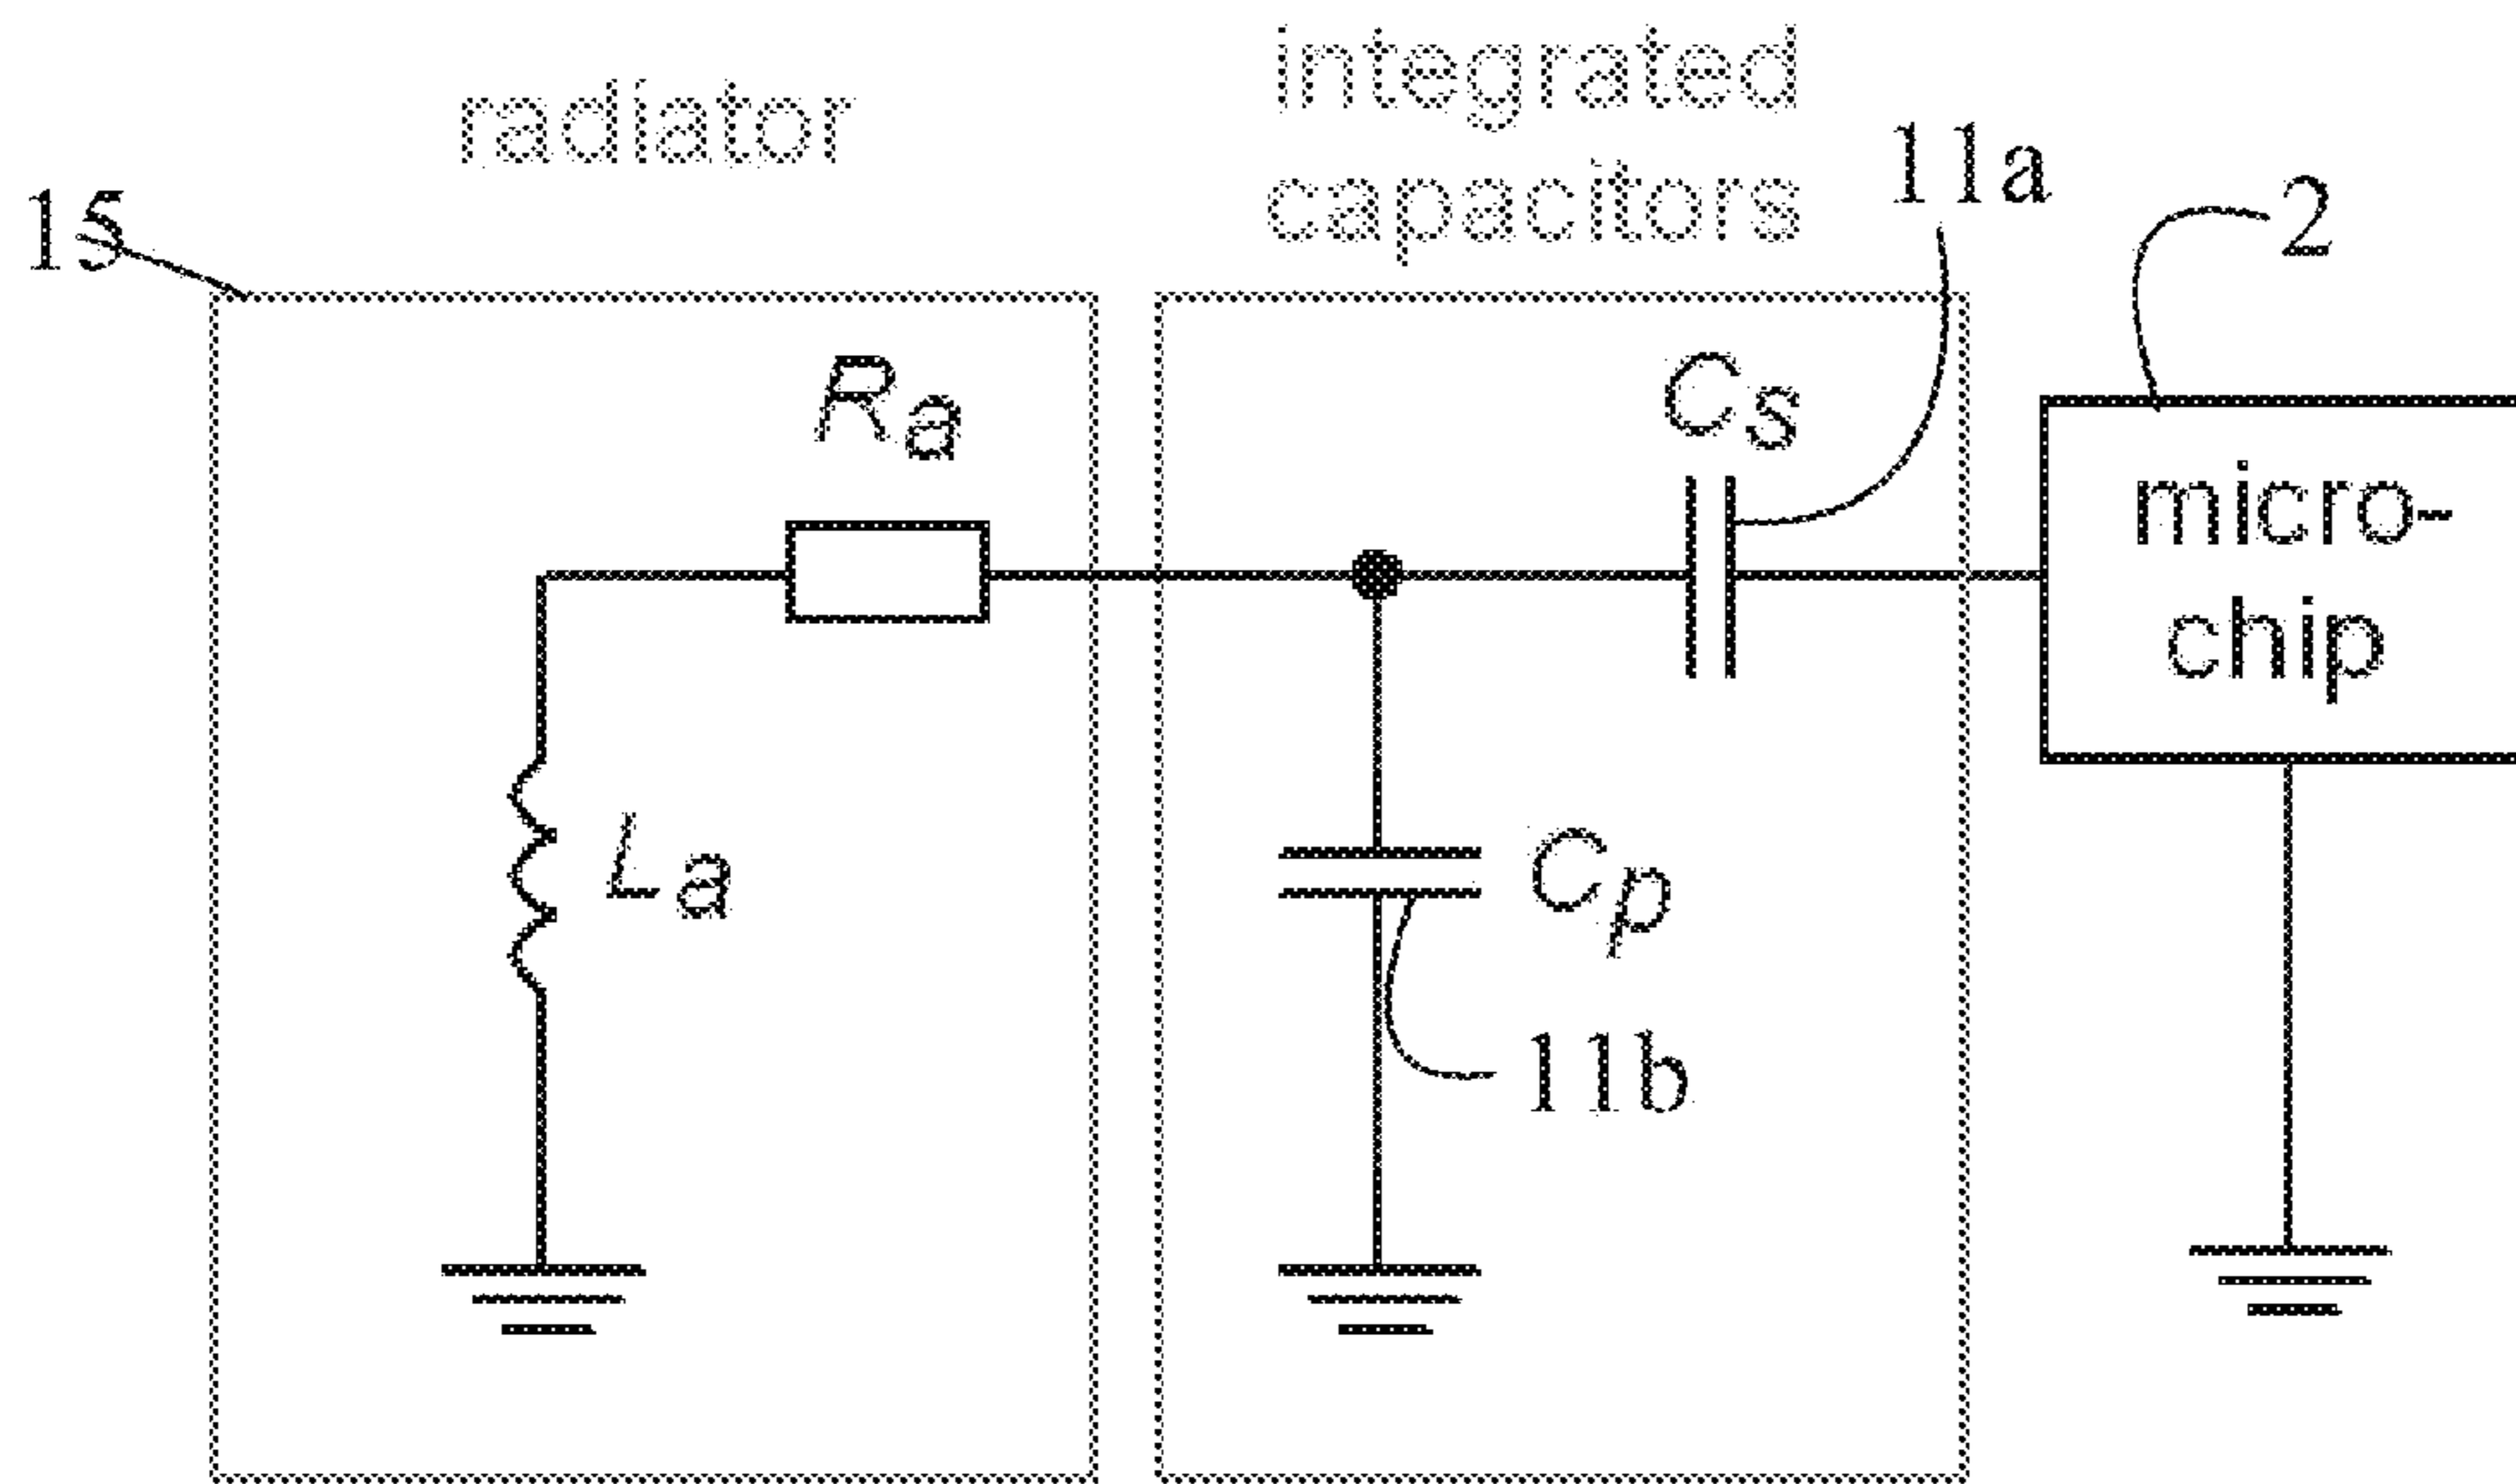 radiator
integrated
capacitors
11a
2
15
Ra
Cs
micro-
chip
La
Cp
11b